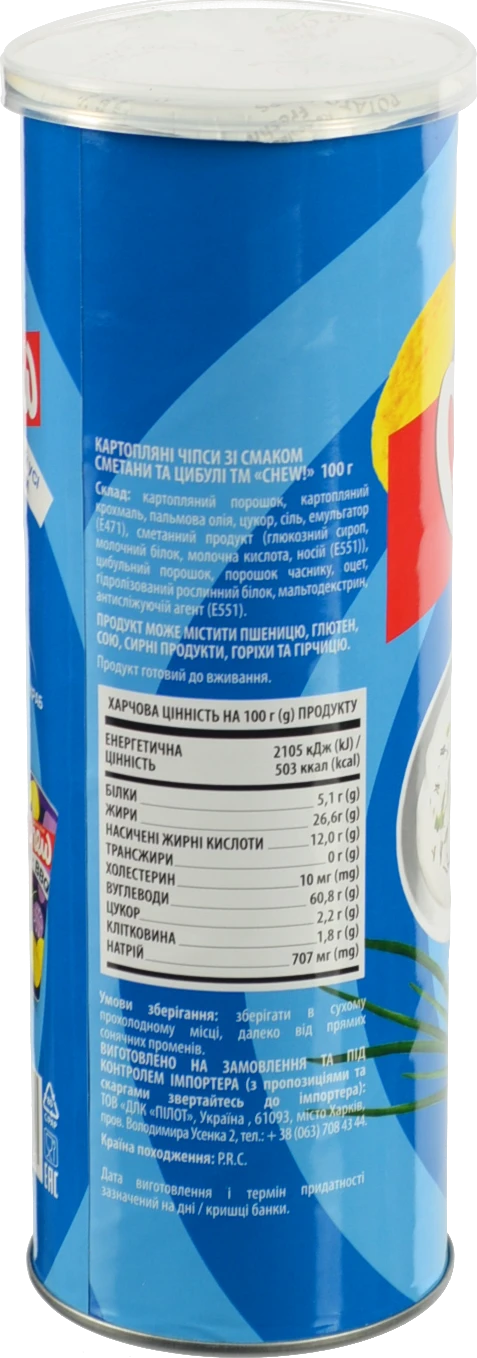 КАРТОПЛЯНІ ЧІПСИ ЗІ СМАКОМ
СМЕТАНИ ТА ЦИБУЛІ ТМ «CHEW!» 100 г
Склад: картопляний порошок, картопляний
крохмаль, пальмова олія, цукор, сіль, емульгатор
(E471), сметанний продукт (глюкозний сироп,
молочний білок, молочна кислота, носій (E551)),
цибульний порошок, порошок часнику, оцет,
гідролізований рослинний білок, мальтодекстрин,
антисліжуючій агент (E551).
ПРОДУКТ МОЖЕ МІСТИТИ ПШЕНИЦЮ, ГЛЮТЕН,
СОЮ, СИРНІ ПРОДУКТИ, ГОРІХИ ТА ГІРЧИЦЮ.
Продукт готовий до вживання.
ХАРЧОВА ЦІННІСТЬ НА 100 г (g) ПРОДУКТУ
ЕНЕРГЕТИЧНА 2105 кДж (kJ) /
ЦІННІСТЬ 503 ккал (kcal)
БІЛКИ 5,1 г (g)
ЖИРИ 26,6г (g)
НАСИЧЕНІ ЖИРНІ КИСЛОТИ 12,0 г (g)
ТРАНСЖИРИ 0 г (g)
ХОЛЕСТЕРИН 10 мг (mg)
ВУГЛЕВОДИ 60,8 г (g)
ЦУКОР 2,2 г (g)
КЛІТКОВИНА 1,8 г (g)
НАТРІЙ 707 мг (mg)
Умови зберігання: зберігати в сухому
прохолодному місці, далеко від прямих
сонячних променів.
ВИГОТОВЛЕНО НА ЗАМОВЛЕННЯ ТА ПІД
КОНТРОЛЕМ ІМПОРТЕРА (з пропозиціями та
скаргами звертайтесь до імпортера):
ТОВ «ДЛК «ПІЛОТ», Україна , 61093, місто Харків,
пров. Володимира Усенка 2, тел.: + 38 (063) 708 43 44.
Країна походження: P.R.C.
Дата виготовлення і термін придатності
зазначений на дні / кришці банки.
EAC